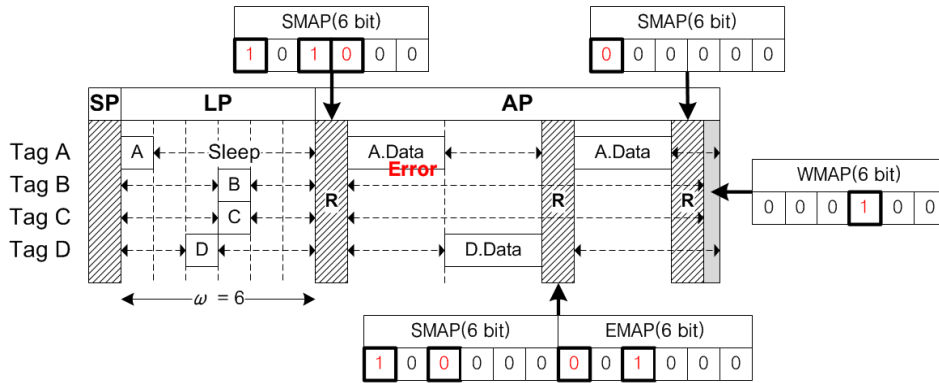 SMAP(6 bit) SMAP(6 bit)
1 0 1 0 0 0 0 0 0 0 0 0
SP LP AP
Tag A A Sleep A.Data A.Data
Error
Tag B B WMAP(6 bit)
R R R
0 0 0 1 0 0
Tag C C
Tag D D D.Data
ω = 6
SMAP(6 bit) EMAP(6 bit)
1 0 0 0 0 0 0 0 1 0 0 0